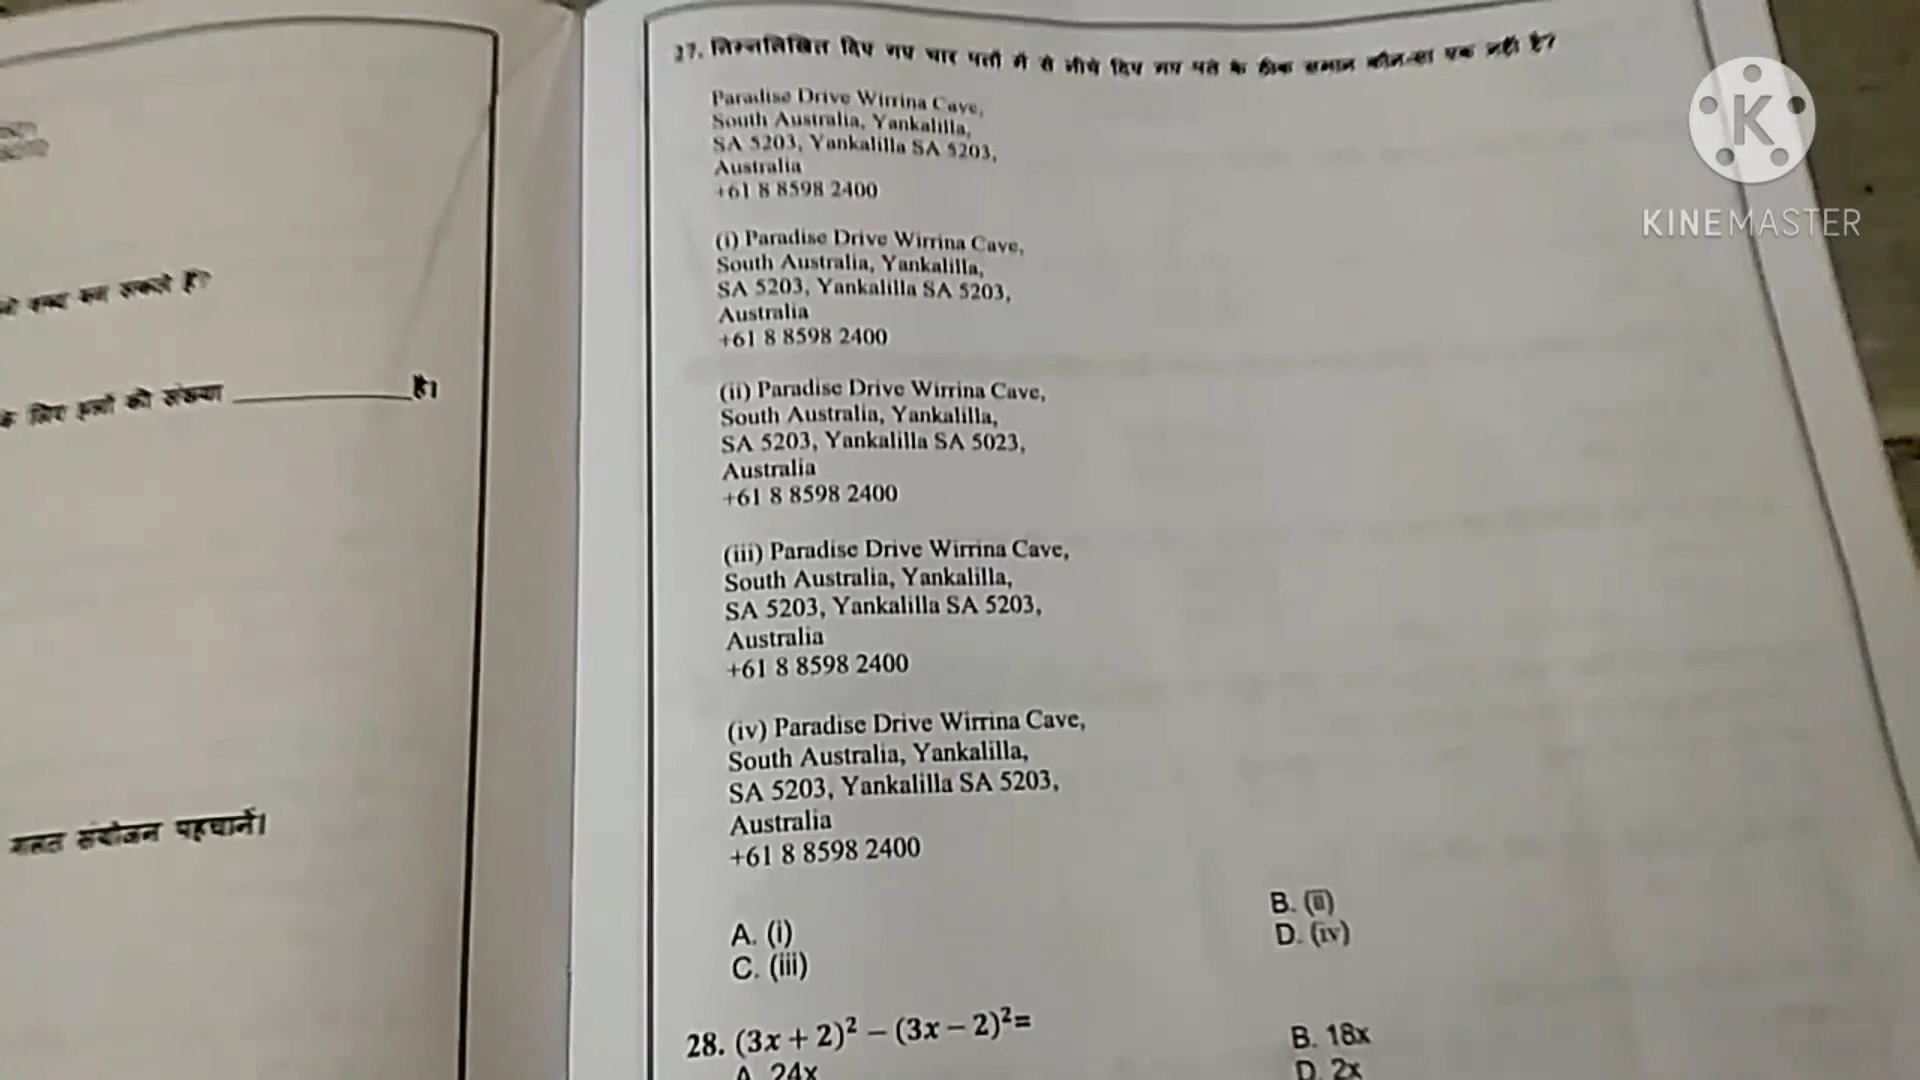 हैं?
के लिए हलों की संख्या ________ है।
गलत संयोजन पहचानें।
27. निम्नलिखित दिए गए चार पतों में से नीचे दिए गए पते के ठीक समान कौन-सा एक नहीं है?
Paradise Drive Wirrina Cave,
South Australia, Yankalilla,
SA 5203, Yankalilla SA 5203,
Australia
+61 8 8598 2400
(i) Paradise Drive Wirrina Cave,
South Australia, Yankalilla,
SA 5203, Yankalilla SA 5203,
Australia
+61 8 8598 2400
(ii) Paradise Drive Wirrina Cave,
South Australia, Yankalilla,
SA 5203, Yankalilla SA 5023,
Australia
+61 8 8598 2400
(iii) Paradise Drive Wirrina Cave,
South Australia, Yankalilla,
SA 5203, Yankalilla SA 5203,
Australia
+61 8 8598 2400
(iv) Paradise Drive Wirrina Cave,
South Australia, Yankalilla,
SA 5203, Yankalilla SA 5203,
Australia
+61 8 8598 2400
A. (i) B. (ii)
C. (iii) D. (iv)
28. (3x + 2)² − (3x − 2)²=
A. 24x B. 18x
D. 2x
K
KINEMASTER